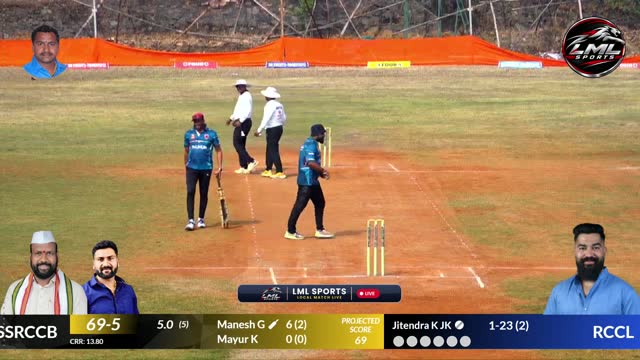 LML
SPORTS
LML SPORTS
LOCAL MATCH LIVE
LIVE
SSRCCB
69-5
5.0 (5)
CRR: 13.80
Manesh G 6 (2)
Mayur K 0 (0)
PROJECTED
SCORE
69
Jitendra K JK 1-23 (2)
RCCL